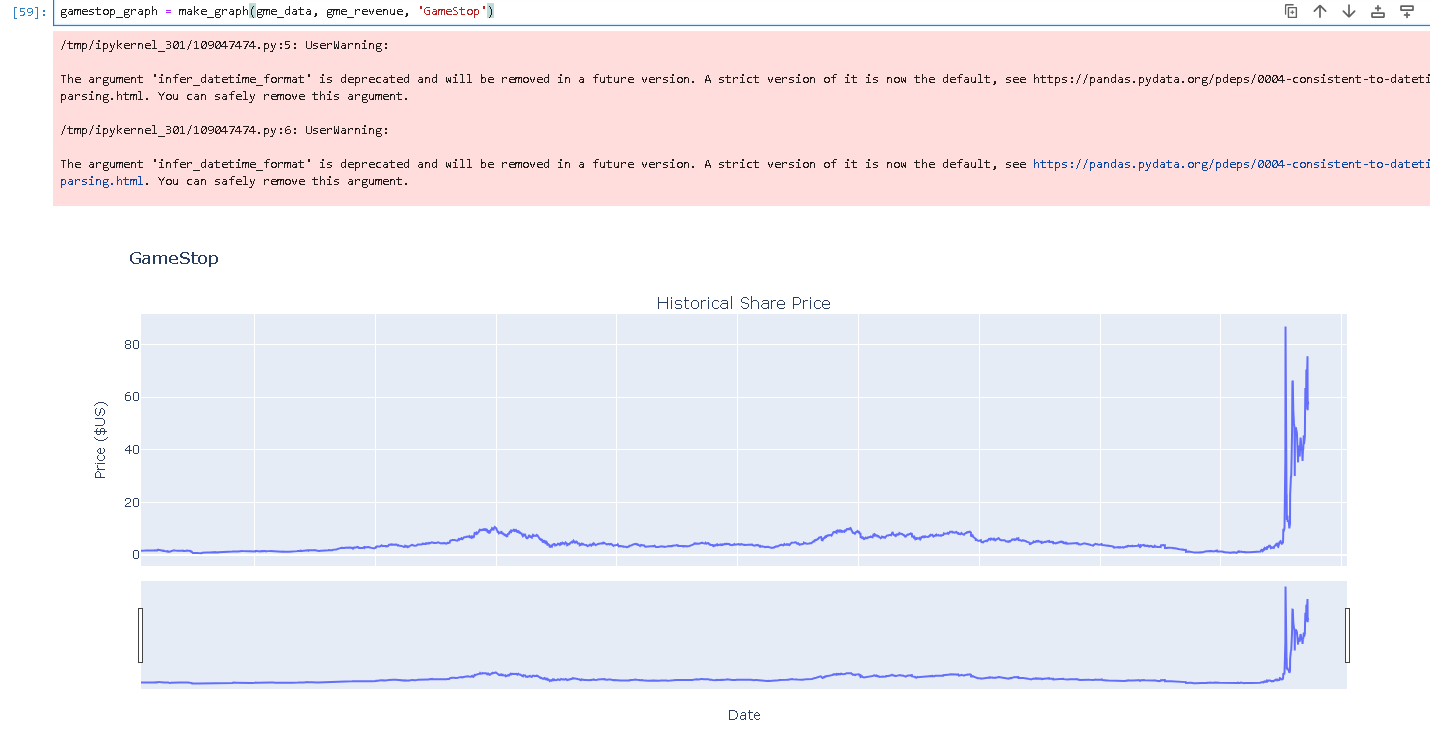 [59]: gamestop_graph = make_graph(gme_data, gme_revenue, 'GameStop')
/tmp/ipykernel_301/109047474.py:5: UserWarning:
The argument 'infer_datetime_format' is deprecated and will be removed in a future version. A strict version of it is now the default, see https://pandas.pydata.org/pdeps/0004-consistent-to-dateti
parsing.html. You can safely remove this argument.
/tmp/ipykernel_301/109047474.py:6: UserWarning:
The argument 'infer_datetime_format' is deprecated and will be removed in a future version. A strict version of it is now the default, see https://pandas.pydata.org/pdeps/0004-consistent-to-dateti
parsing.html. You can safely remove this argument.
GameStop
Historical Share Price
80
60
40
20
0
Price ($US)
Date